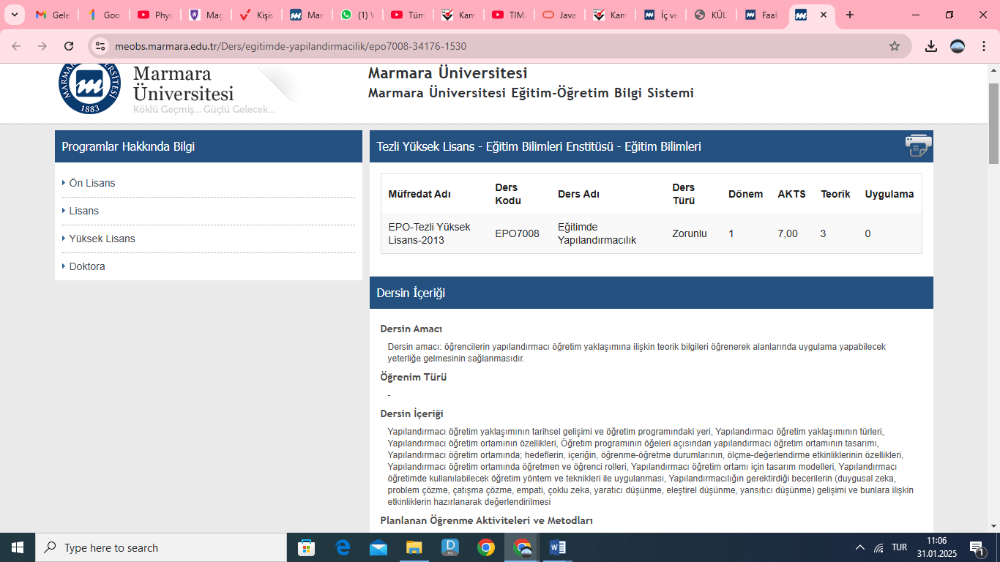 Gele
Goo
Phys
Mag
Kişis
Mar
(1) W
Tüm
Kam
TIMA
Java
Kam
İç ve
KÜL
Faali
meobs.marmara.edu.tr/Ders/egitimde-yapilandirmacilik/epo7008-34176-1530
MARMARA ÜNİVERSİTESİ
1883
Marmara
Üniversitesi
Köklü Geçmiş... Güçlü Gelecek...
Marmara Üniversitesi
Marmara Üniversitesi Eğitim-Öğretim Bilgi Sistemi
Programlar Hakkında Bilgi
Ön Lisans
Lisans
Yüksek Lisans
Doktora
Tezli Yüksek Lisans - Eğitim Bilimleri Enstitüsü - Eğitim Bilimleri
Müfredat Adı
Ders
Kodu
Ders Adı
Ders
Türü
Dönem
AKTS
Teorik
Uygulama
EPO-Tezli Yüksek
Lisans-2013
EPO7008
Eğitimde
Yapılandırmacılık
Zorunlu
1
7,00
3
0
Dersin İçeriği
Dersin Amacı
Dersin amacı: öğrencilerin yapılandırmacı öğretim yaklaşımına ilişkin teorik bilgileri öğrenerek alanlarında uygulama yapabilecek
yeterliğe gelmesinin sağlanmasıdır.
Öğrenim Türü
-
Dersin İçeriği
Yapılandırmacı öğretim yaklaşımının tarihsel gelişimi ve öğretim programındaki yeri, Yapılandırmacı öğretim yaklaşımının türleri,
Yapılandırmacı öğretim ortamının özellikleri, Öğretim programının öğeleri açısından yapılandırmacı öğretim ortamının tasarımı,
Yapılandırmacı öğretim ortamında; hedeflerin, içeriğin, öğrenme-öğretme durumlarının, ölçme-değerlendirme etkinliklerinin özellikleri,
Yapılandırmacı öğretim ortamında öğretmen ve öğrenci rolleri, Yapılandırmacı öğretim ortamı için tasarım modelleri, Yapılandırmacı
öğretimde kullanılabilecek öğretim yöntem ve teknikleri ile uygulanması, Yapılandırmacılığın gerektirdiği becerilerin (duygusal zeka,
problem çözme, çatışma çözme, empati, çoklu zeka, yaratıcı düşünme, eleştirel düşünme, yansıtıcı düşünme) gelişimi ve bunlara ilişkin
etkinliklerin hazırlanarak değerlendirilmesi
Planlanan Öğrenme Aktiviteleri ve Metodları
Type here to search
TUR
11:06
31.01.2025
1